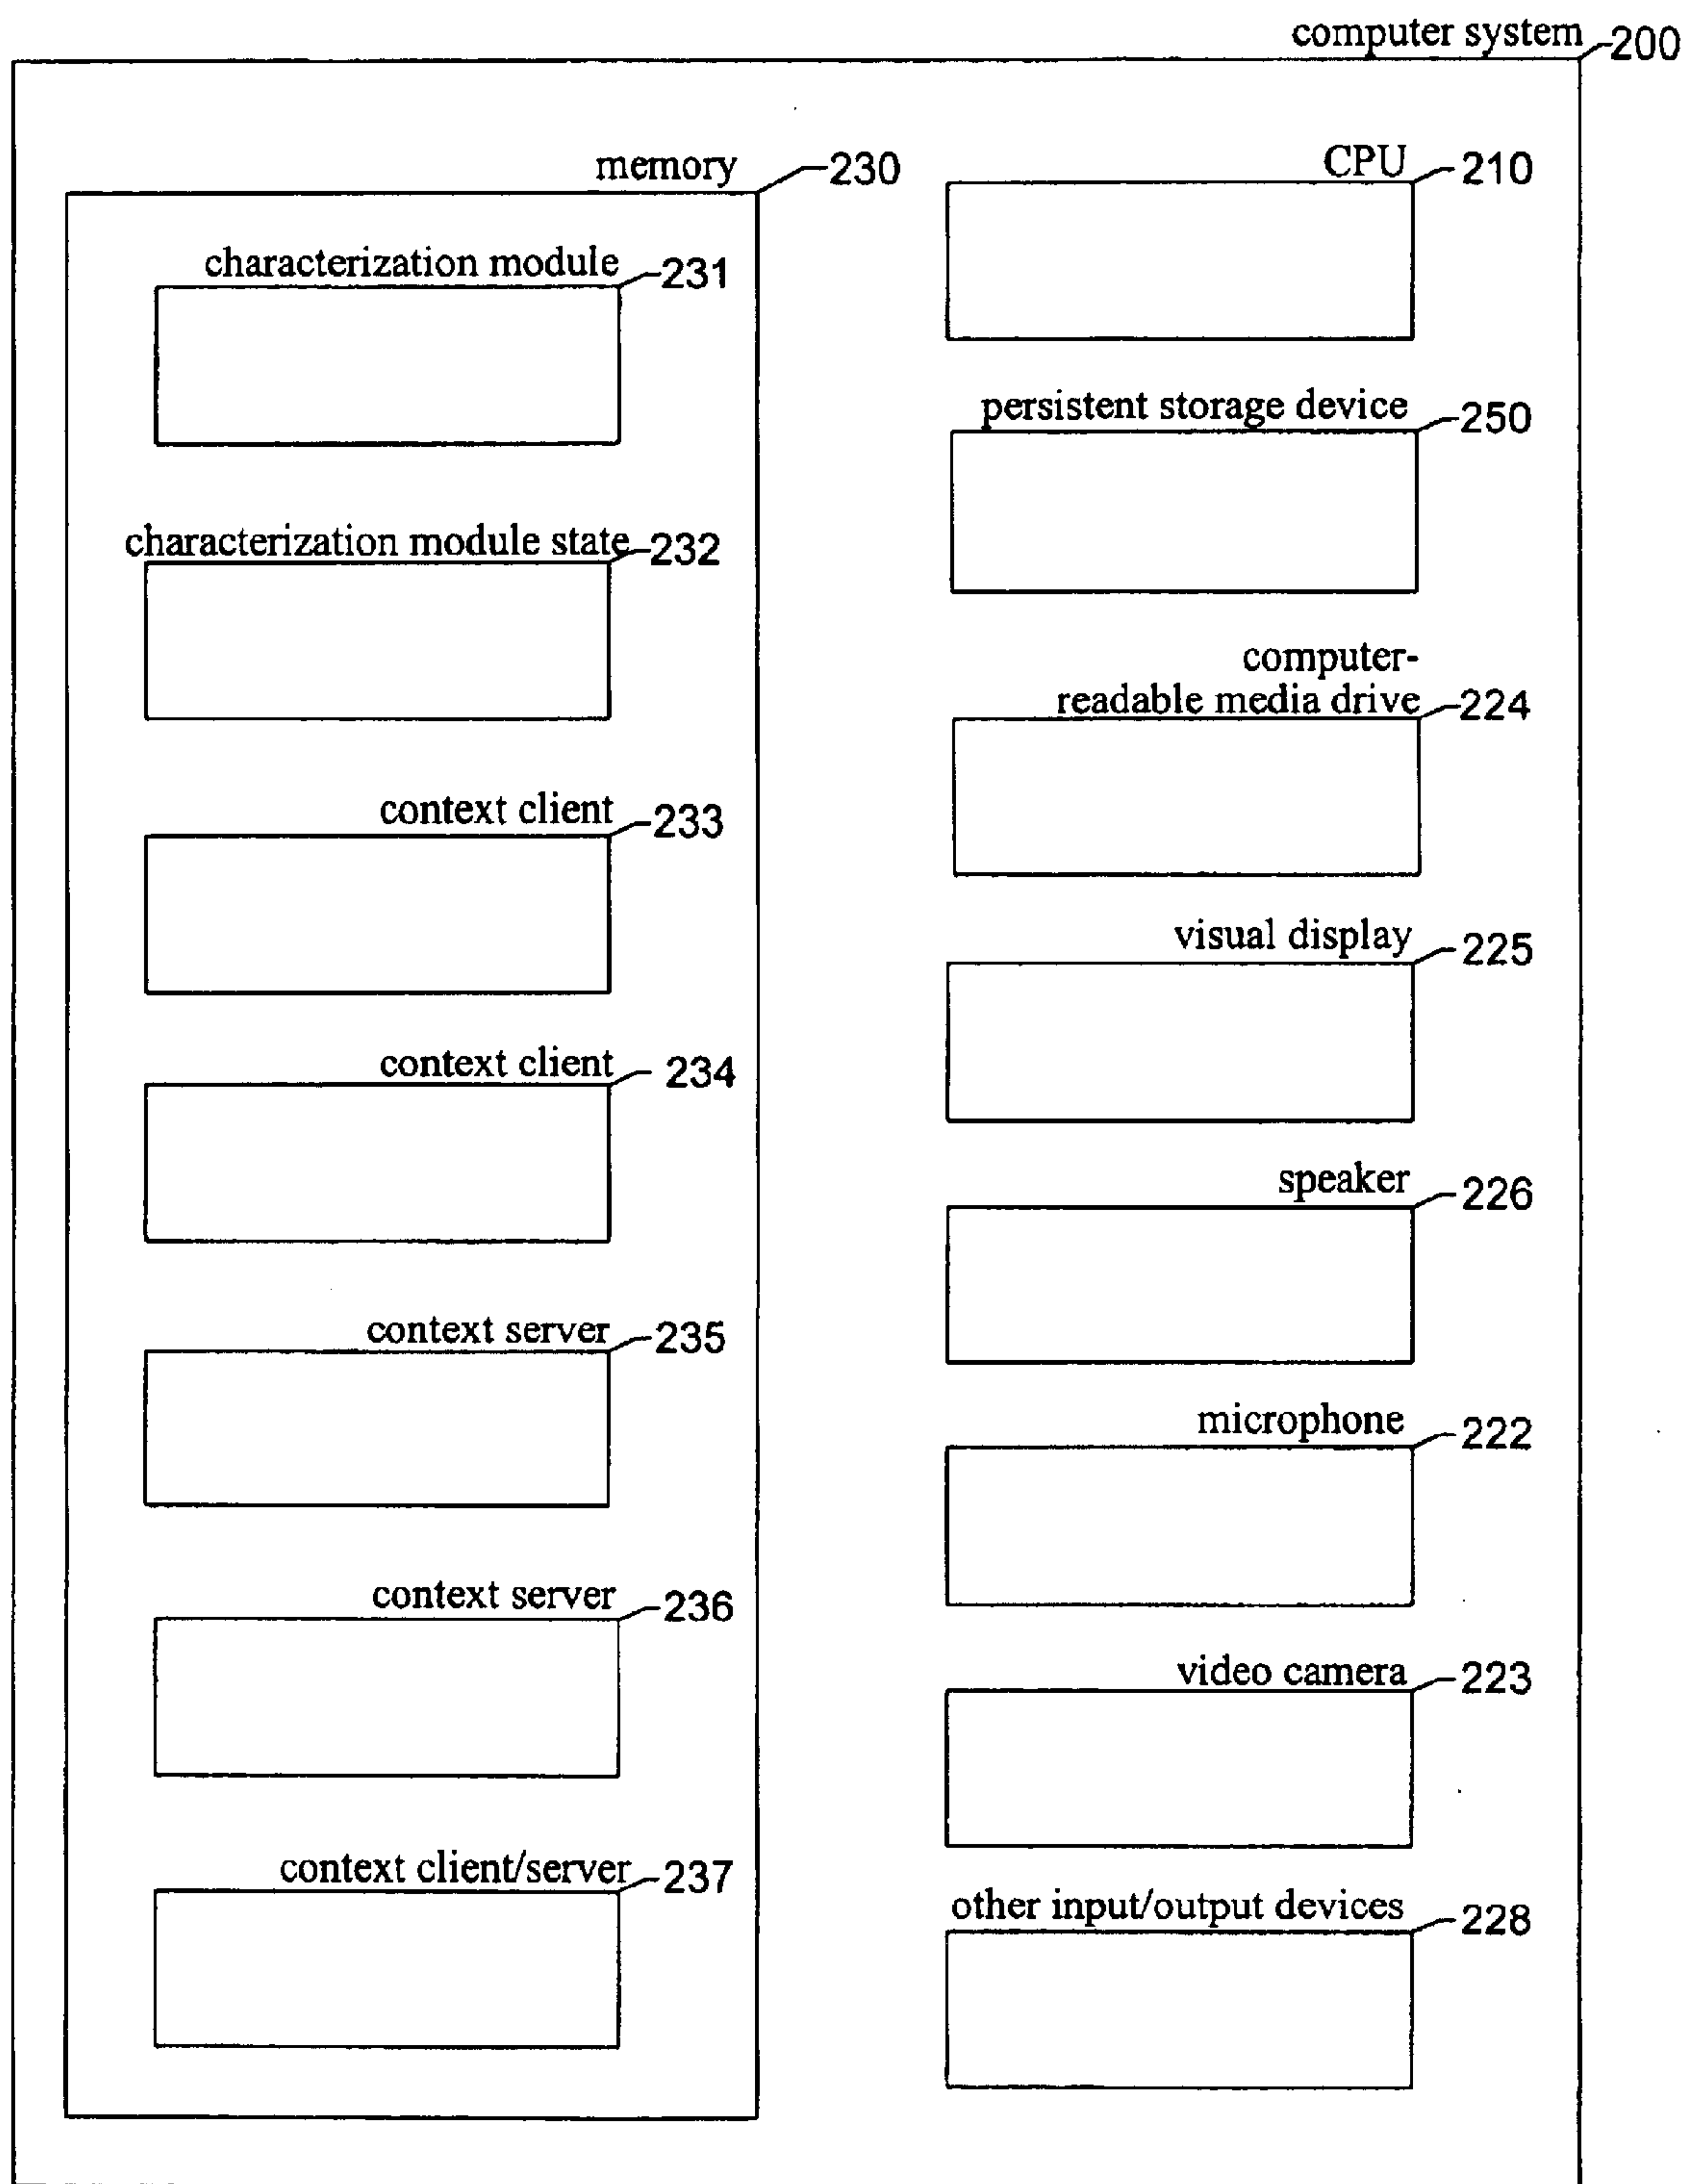 computer system 200
memory 230
characterization module 231
characterization module state 232
context client 233
context client 234
context server 235
context server 236
context client/server 237
CPU 210
persistent storage device 250
computer-
readable media drive 224
visual display 225
speaker 226
microphone 222
video camera 223
other input/output devices 228